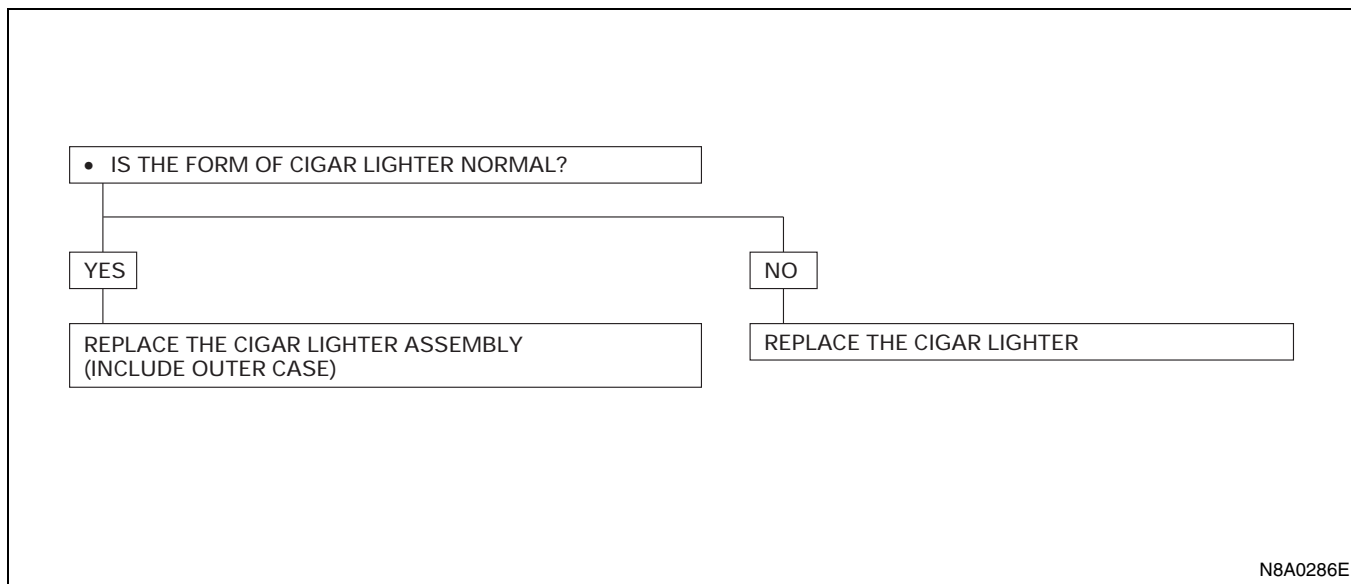 • IS THE FORM OF CIGAR LIGHTER NORMAL?
YES
NO
REPLACE THE CIGAR LIGHTER ASSEMBLY
(INCLUDE OUTER CASE)
REPLACE THE CIGAR LIGHTER
N8A0286E